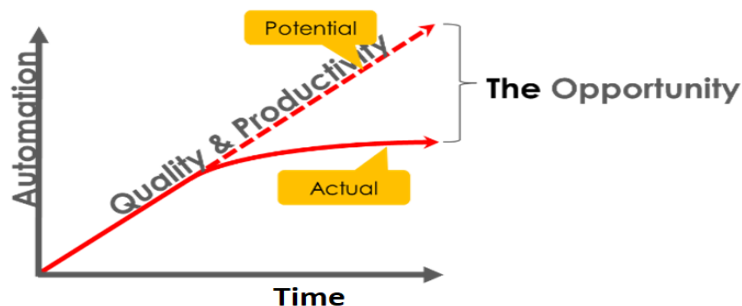 Potential
Automation
Quality & Productivity
The Opportunity
Actual
Time